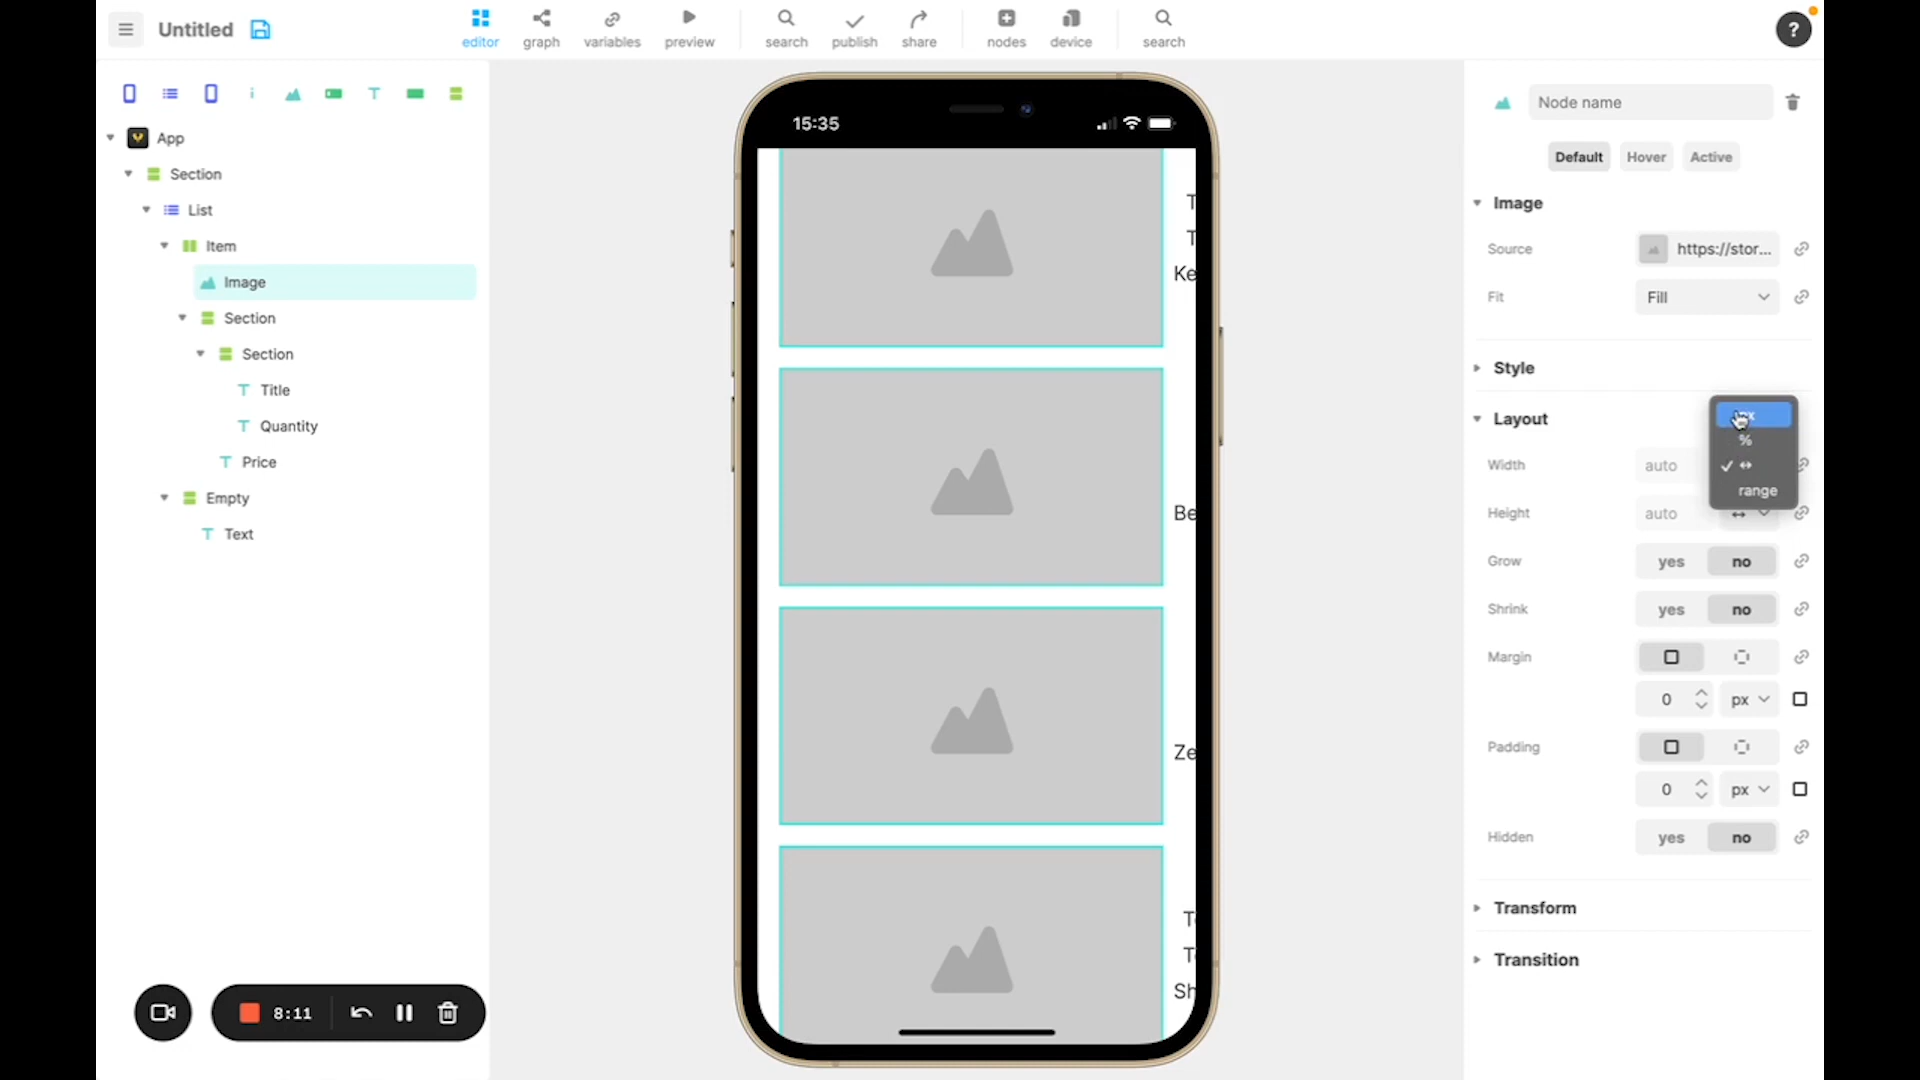 Untitled
editor
graph
variables
preview
search
publish
share
nodes
device
search
?
App
Section
List
Item
Image
Section
Section
Title
Quantity
Price
Empty
Text
8:11
15:35
T
T
Ke
Be
Ze
T
T
Sh
Node name
Default Hover Active
Image
Source https://stor...
Fit Fill
Style
Layout
%
range
Width auto
Height auto
Grow yes no
Shrink yes no
Margin
0 px
Padding
0 px
Hidden yes no
Transform
Transition